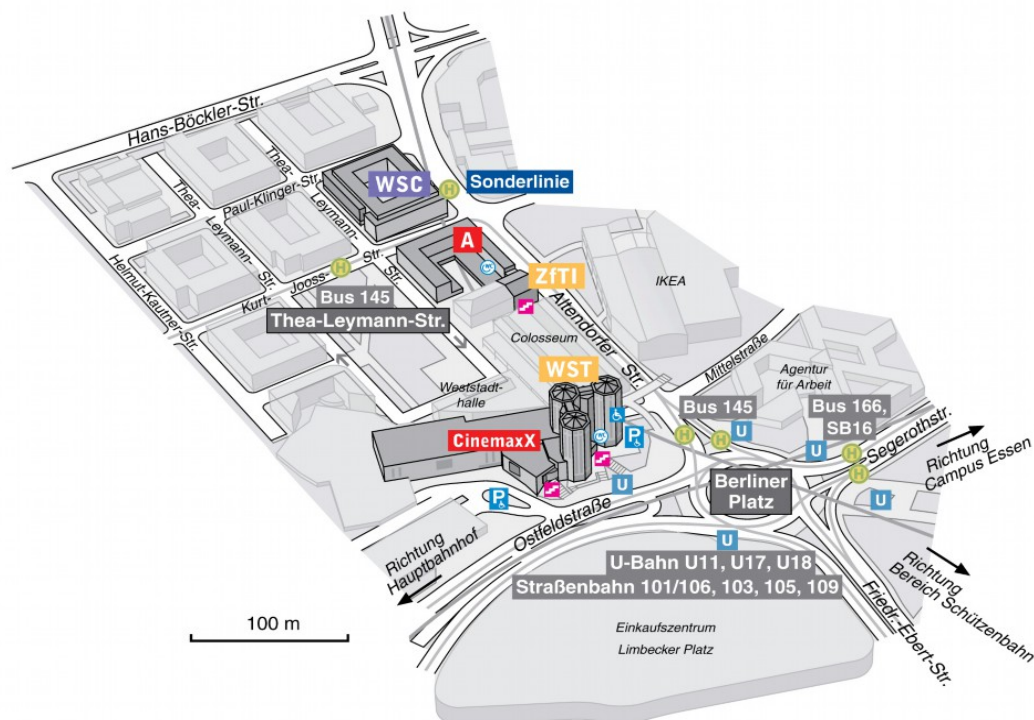 Hans-Böckler-Str.
Thea-
Leymann-
Str.
Thea-
Leymann-
Str.
Paul-Klinger-Str.
WSC
H
Sonderlinie
A
ZfTI
IKEA
H
Kurt-
Jooss-
Str.
Helmut-Kautner-Str.
Bus 145
Thea-Leymann-Str.
Colosseum
Altendorfer Str.
Mittelstraße
WST
Weststadt-
halle
Agentur
für Arbeit
CinemaxX
P
P
Bus 145
H
H
U
Bus 166,
SB16
U
H
H
Segerothstr.
Richtung
Campus Essen
U
U
Berliner
Platz
Ostfeldstraße
Richtung
Hauptbahnhof
U
U-Bahn U11, U17, U18
Straßenbahn 101/106, 103, 105, 109
Friedr.-Ebert-Str.
Richtung
Bereich Schützenbahn
100 m
Einkaufszentrum
Limbecker Platz